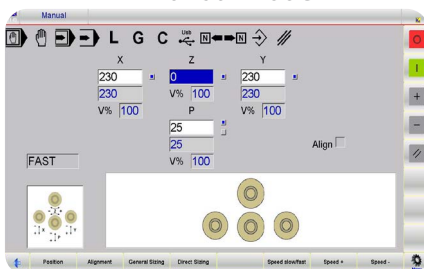 Manual
L G C Usb N N
X Z Y
230 0 230
230 V% 100 230
V% 100 P V% 100
25
25 Align
FAST V% 100
Position Alignment General Sizing Direct Sizing Speed slow/fast Speed + Speed -